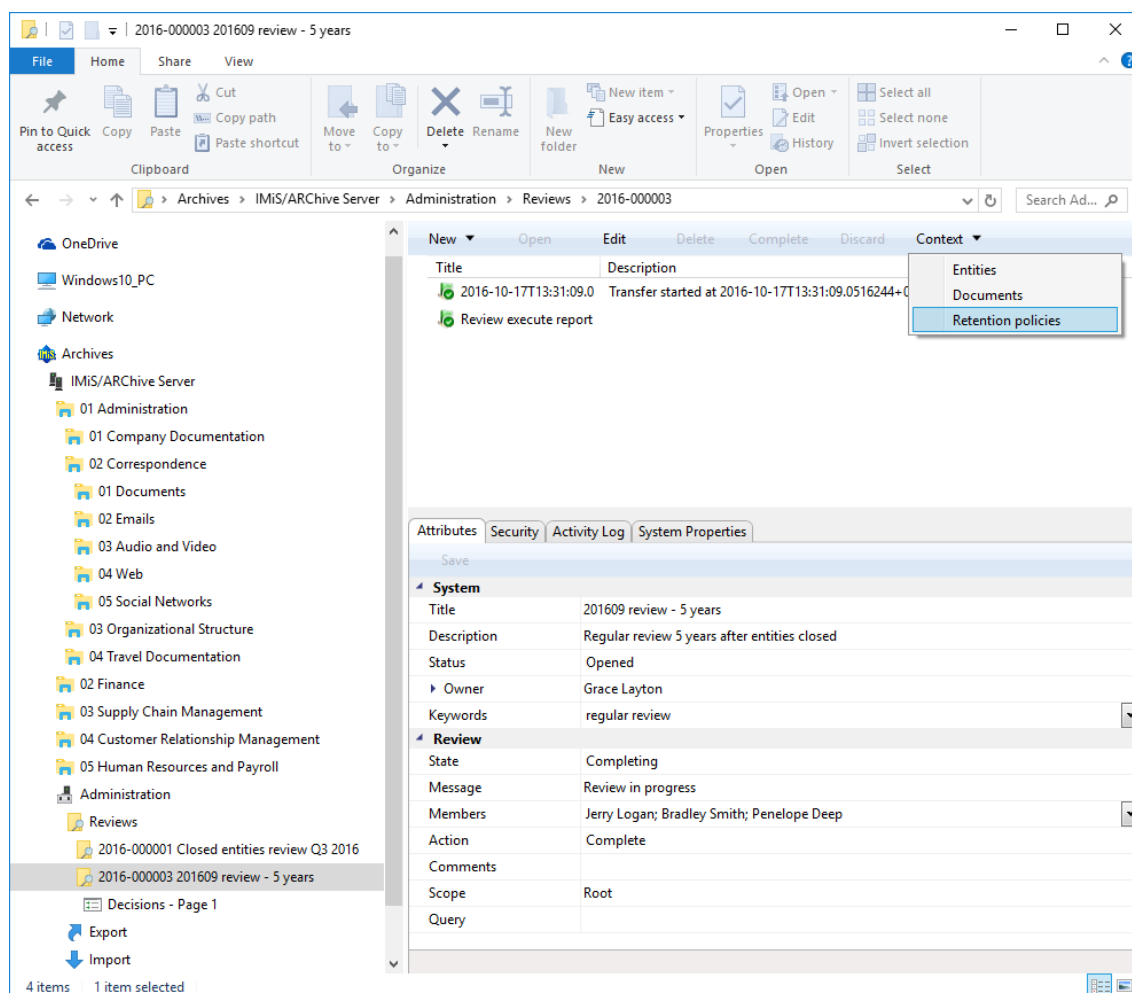 2016-000003 201609 review - 5 years
File Home Share View
Pin to Quick access
Copy
Paste
Cut
Copy path
Paste shortcut
Clipboard
Move to
Copy to
Delete
Rename
Organize
New folder
New item
Easy access
New
Properties
Open
Edit
History
Open
Select all
Select none
Invert selection
Select
Archives > IMiS/ARChive Server > Administration > Reviews > 2016-000003
Search Ad...
OneDrive
Windows10_PC
Network
Archives
IMiS/ARChive Server
01 Administration
01 Company Documentation
02 Correspondence
01 Documents
02 Emails
03 Audio and Video
04 Web
05 Social Networks
03 Organizational Structure
04 Travel Documentation
02 Finance
03 Supply Chain Management
04 Customer Relationship Management
05 Human Resources and Payroll
Administration
Reviews
2016-000001 Closed entities review Q3 2016
2016-000003 201609 review - 5 years
Decisions - Page 1
Export
Import
New Open Edit Delete Complete Discard Context
Title Description
2016-10-17T13:31:09.0 Transfer started at 2016-10-17T13:31:09.0516244+0
Review execute report
Entities
Documents
Retention policies
Attributes Security Activity Log System Properties
Save
System
Title 201609 review - 5 years
Description Regular review 5 years after entities closed
Status Opened
Owner Grace Layton
Keywords regular review
Review
State Completing
Message Review in progress
Members Jerry Logan; Bradley Smith; Penelope Deep
Action Complete
Comments
Scope Root
Query
4 items 1 item selected